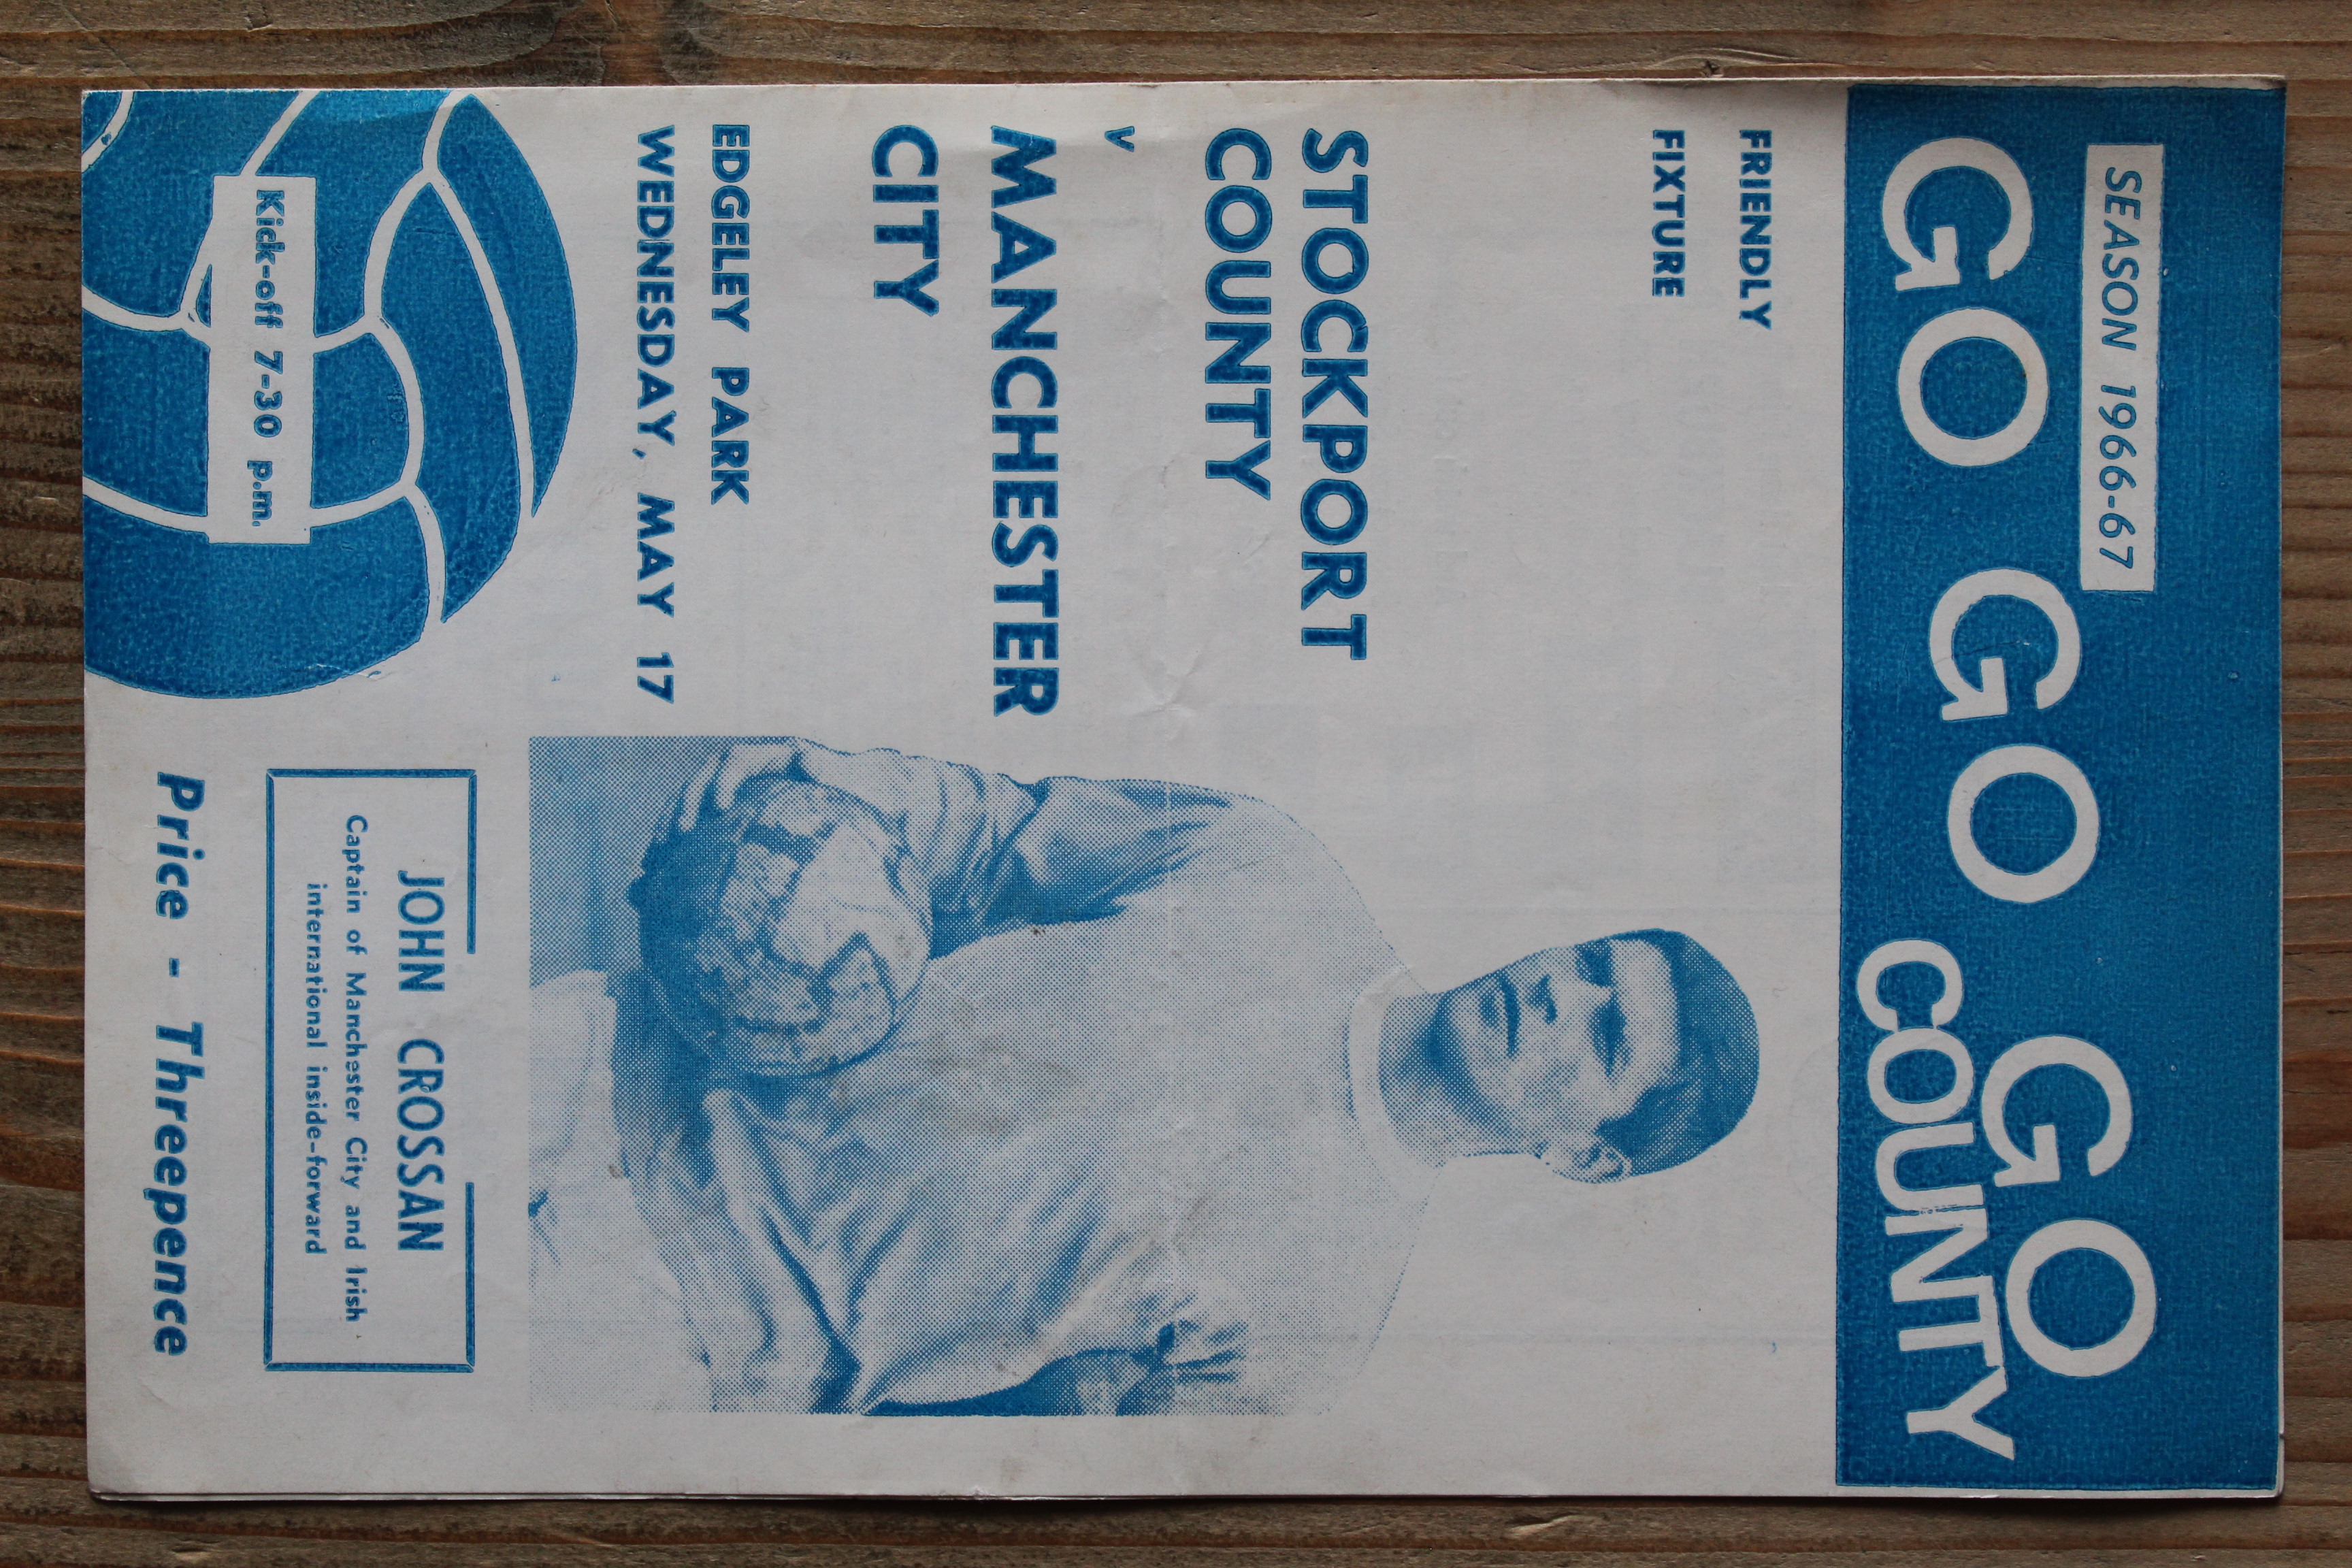 SEASON 1966-67
GO GO GO
COUNTY
FRIENDLY
FIXTURE
STOCKPORT
COUNTY
v
MANCHESTER
CITY
EDGELEY PARK
WEDNESDAY, MAY 17
Kick-off 7-30 p.m.
JOHN CROSSAN
Captain of Manchester City and Irish
international inside-forward
Price - Threepence